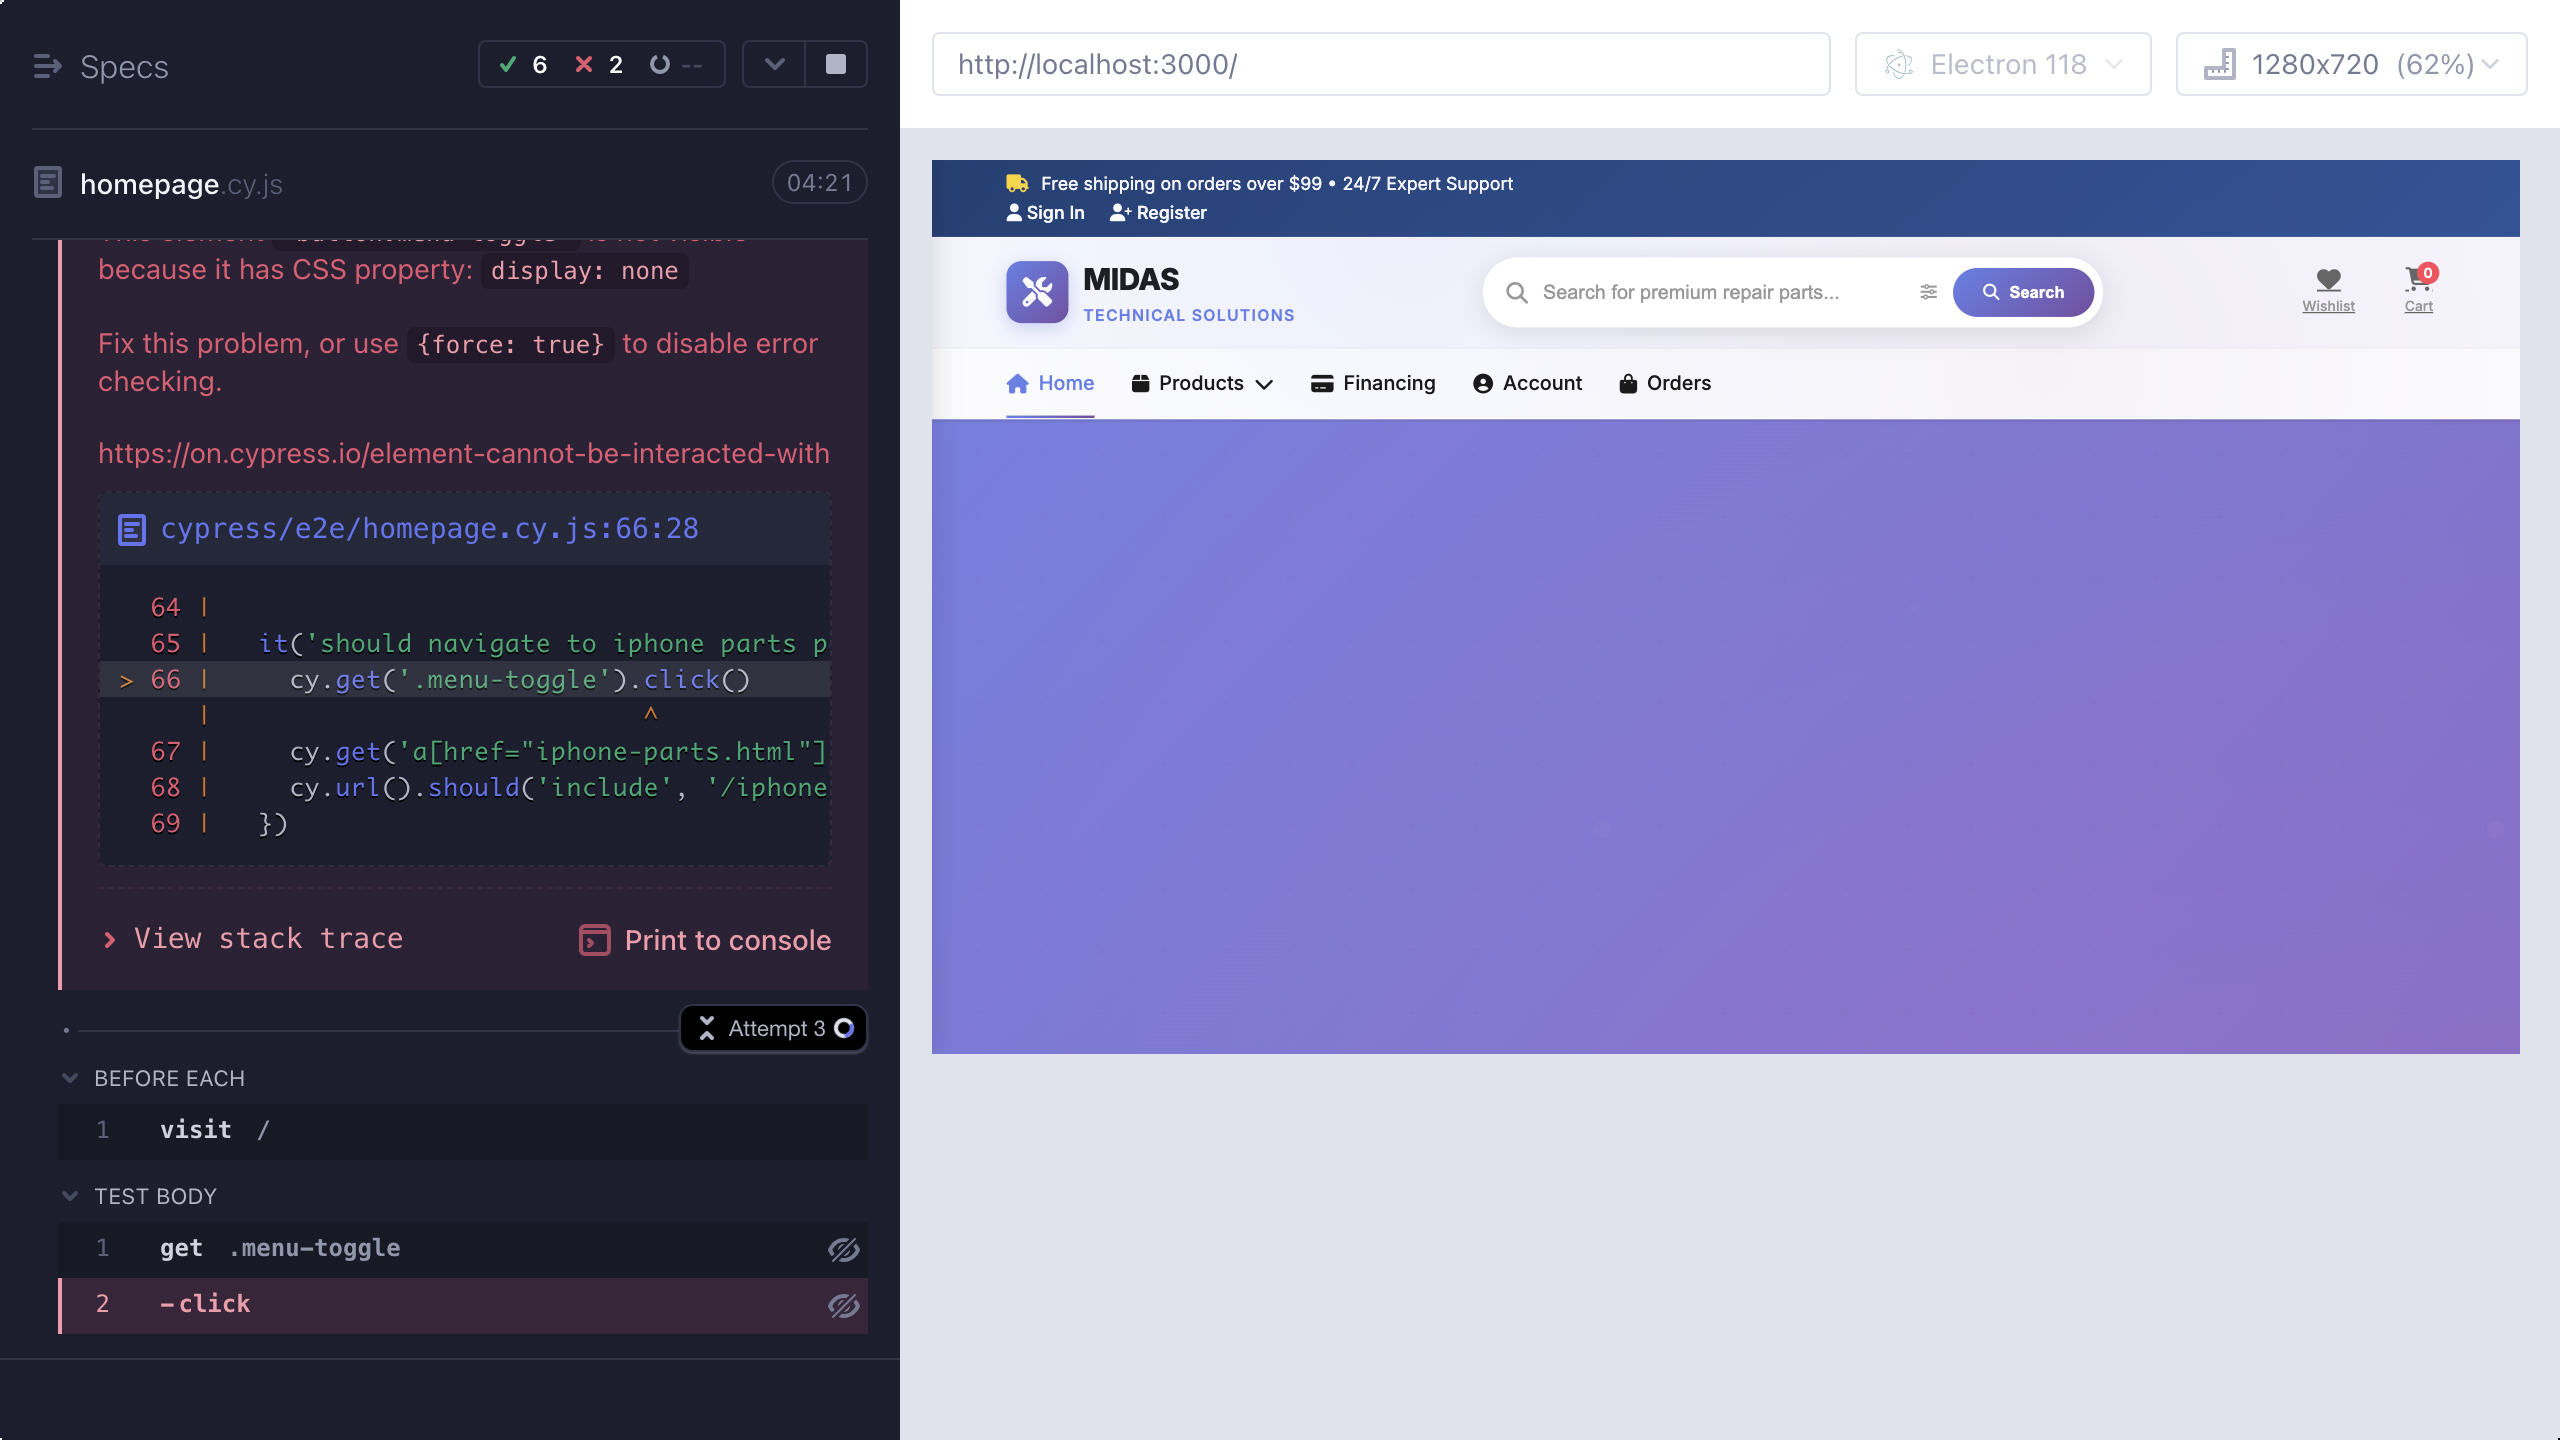 Specs
6
2
--
homepage.cy.js
04:21
because it has CSS property: display: none
Fix this problem, or use {force: true} to disable error
checking.
https://on.cypress.io/element-cannot-be-interacted-with
cypress/e2e/homepage.cy.js:66:28
64 |
65 | it('should navigate to iphone parts p
> 66 | cy.get('.menu-toggle').click()
| ^
67 | cy.get('a[href="iphone-parts.html"]
68 | cy.url().should('include', '/iphone
69 | })
View stack trace
Print to console
Attempt 3
BEFORE EACH
1 visit /
TEST BODY
1 get .menu-toggle
2 -click
http://localhost:3000/
Electron 118
1280x720 (62%)
Free shipping on orders over $99 • 24/7 Expert Support
Sign In Register
MIDAS
TECHNICAL SOLUTIONS
Search for premium repair parts...
Search
Wishlist
0
Cart
Home Products Financing Account Orders